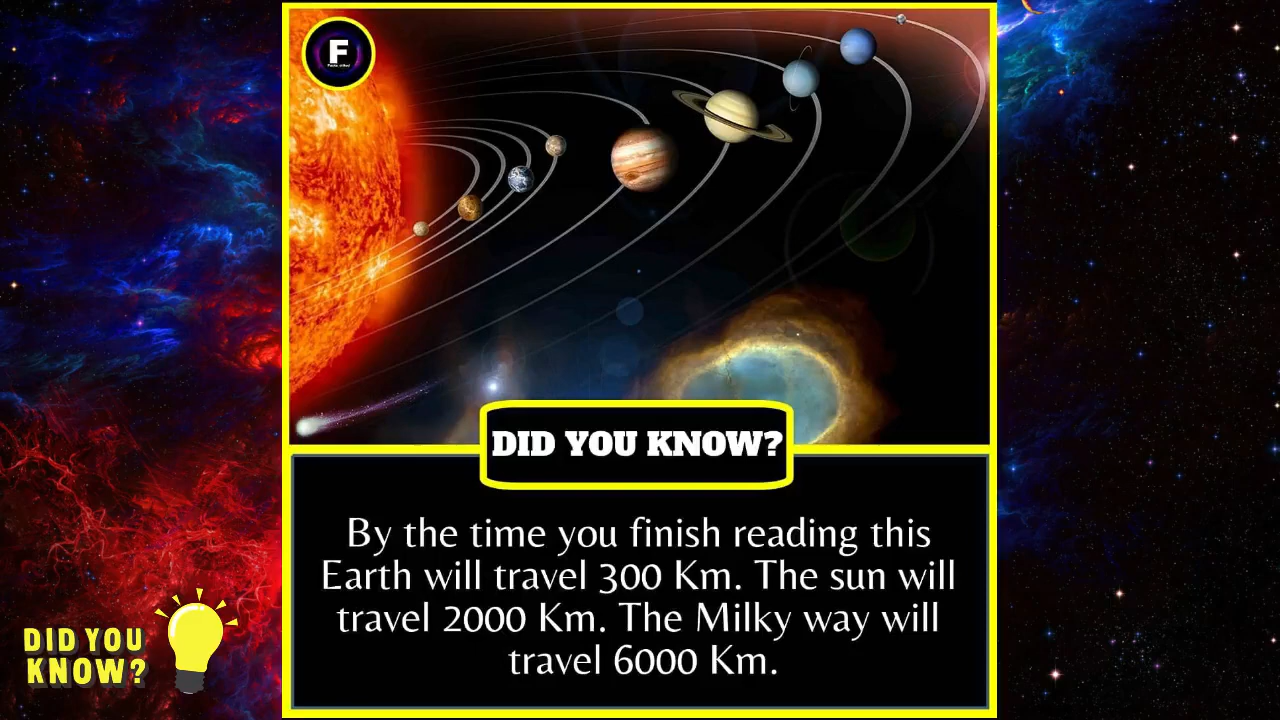 F
DID YOU KNOW?
By the time you finish reading this
Earth will travel 300 Km. The sun will
travel 2000 Km. The Milky way will
travel 6000 Km.
DID YOU
KNOW?